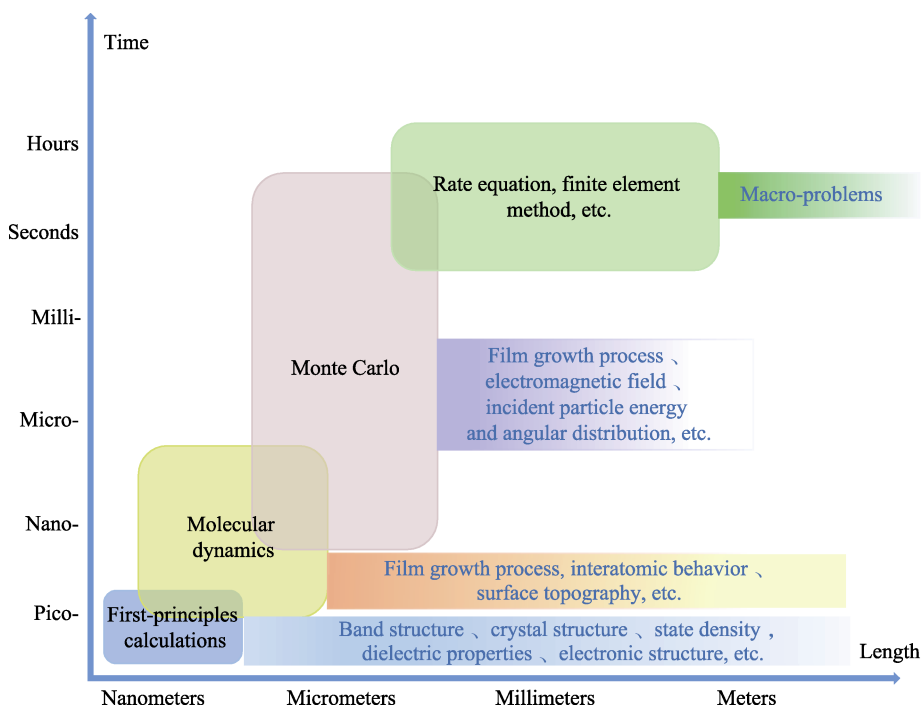 Time
Hours
Rate equation, finite element
method, etc.
Macro-problems
Seconds
Milli-
Monte Carlo
Film growth process 、
electromagnetic field 、
incident particle energy
and angular distribution, etc.
Micro-
Nano-
Molecular
dynamics
Film growth process, interatomic behavior 、
surface topography, etc.
Pico-
First-principles
calculations
Band structure 、crystal structure 、state density ,
dielectric properties 、electronic structure, etc.
Length
Nanometers
Micrometers
Millimeters
Meters